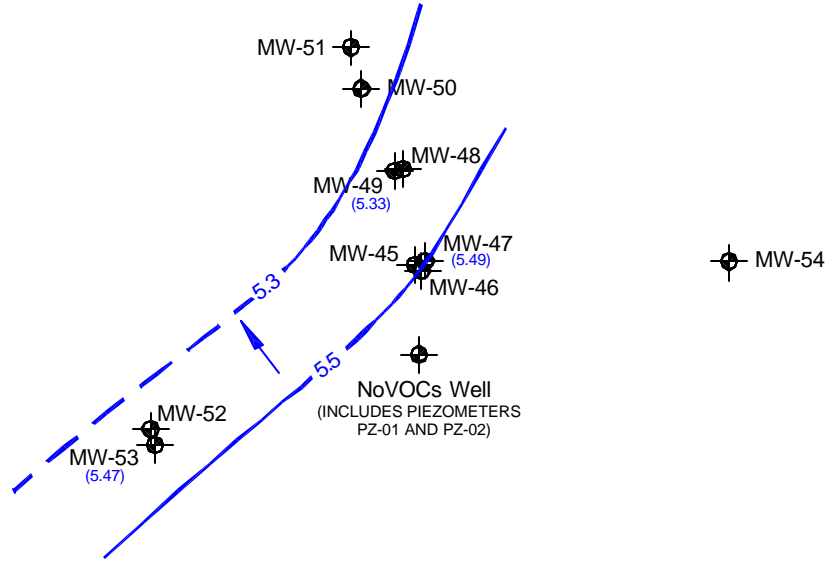 MW-51
MW-50
MW-48
MW-49
(5.33)
MW-47
MW-45
(5.49)
MW-54
MW-46
5.3
5.5
NoVOCs Well
(INCLUDES PIEZOMETERS
PZ-01 AND PZ-02)
MW-52
MW-53
(5.47)